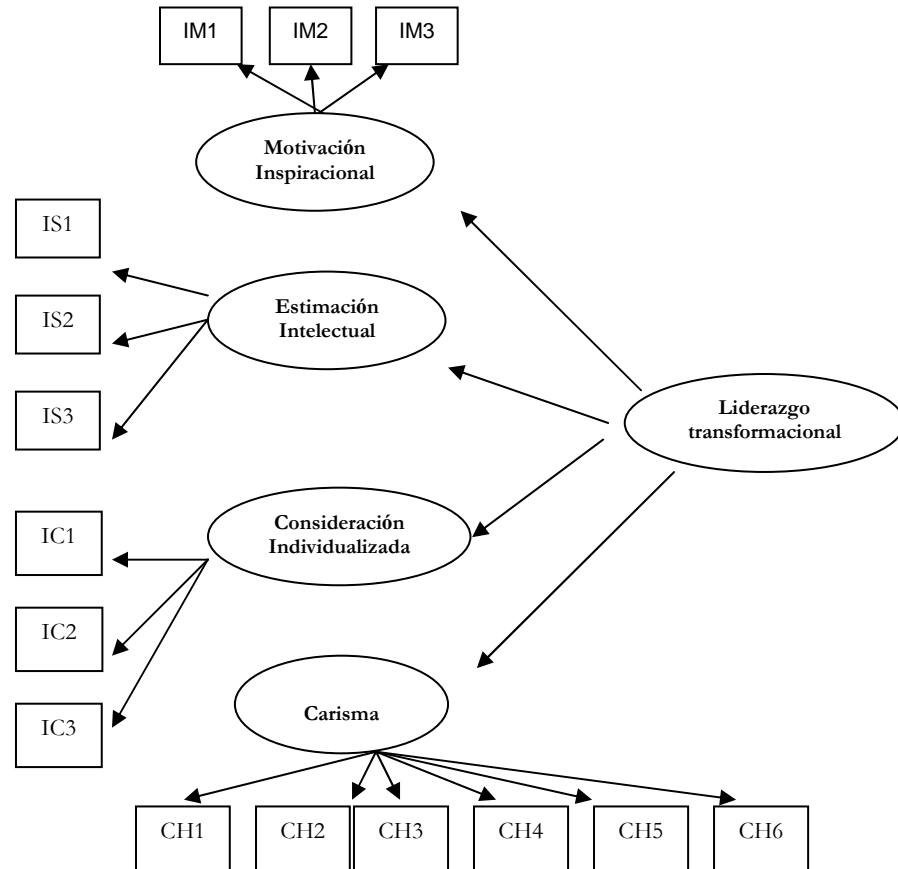 IM1
IM2
IM3
Motivación
Inspiracional
IS1
IS2
IS3
Estimación
Intelectual
Liderazgo
transformacional
IC1
IC2
IC3
Consideración
Individualizada
Carisma
CH1
CH2
CH3
CH4
CH5
CH6